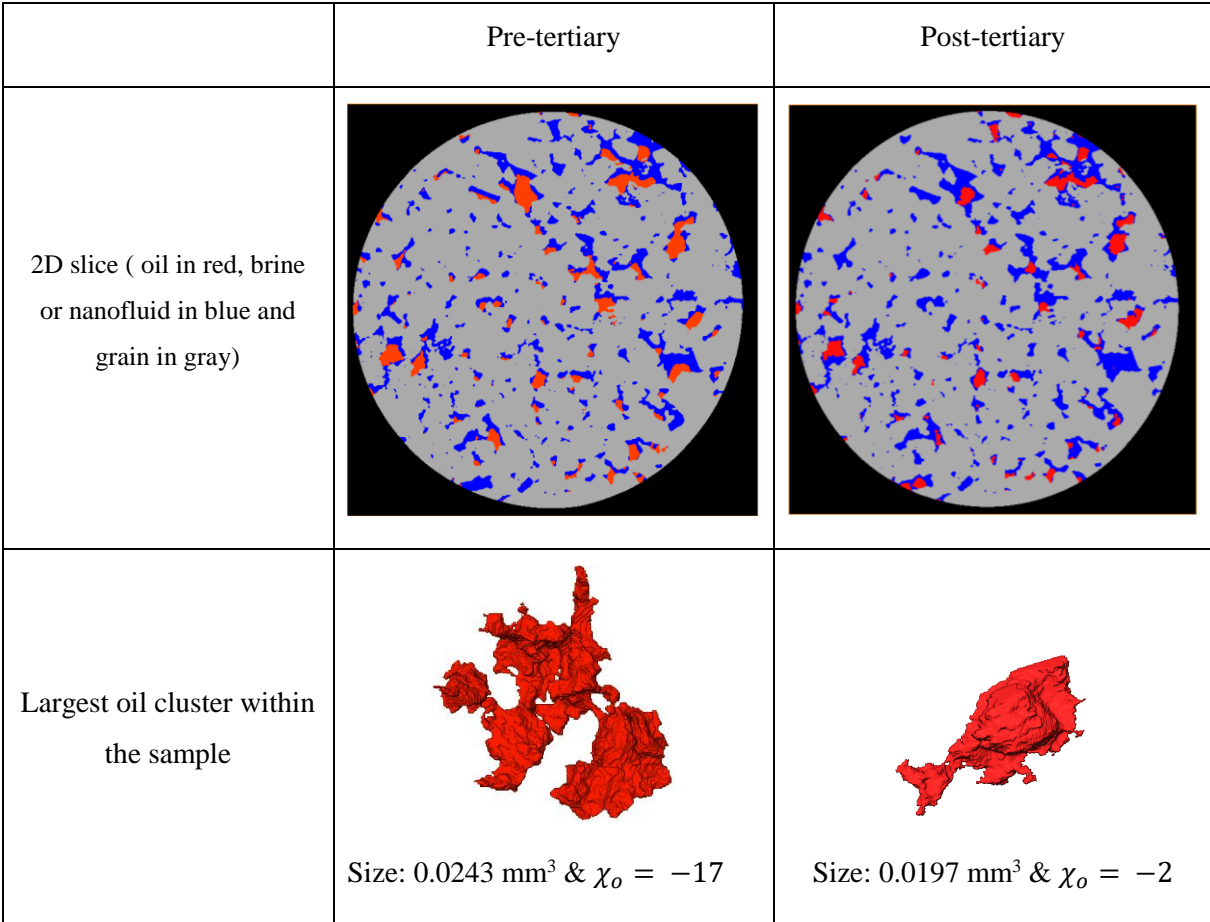 Pre-tertiary
Post-tertiary
2D slice ( oil in red, brine
or nanofluid in blue and
grain in gray)
Largest oil cluster within
the sample
Size: 0.0243 mm³ & χₒ = −17
Size: 0.0197 mm³ & χₒ = −2